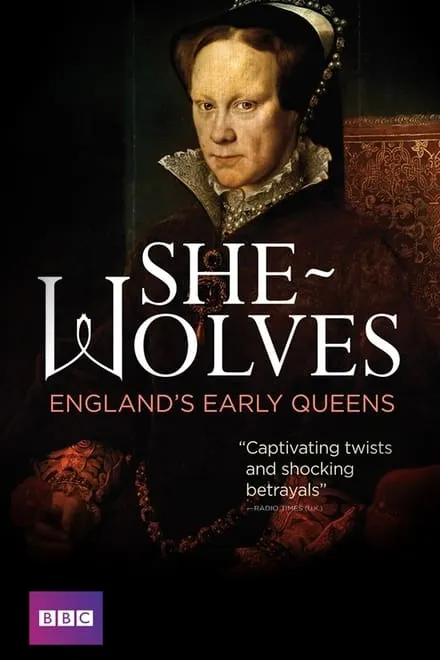 SHE~
WOLVES
ENGLAND'S EARLY QUEENS
“Captivating twists
and shocking
betrayals”
—RADIO TIMES (U.K.)
BBC